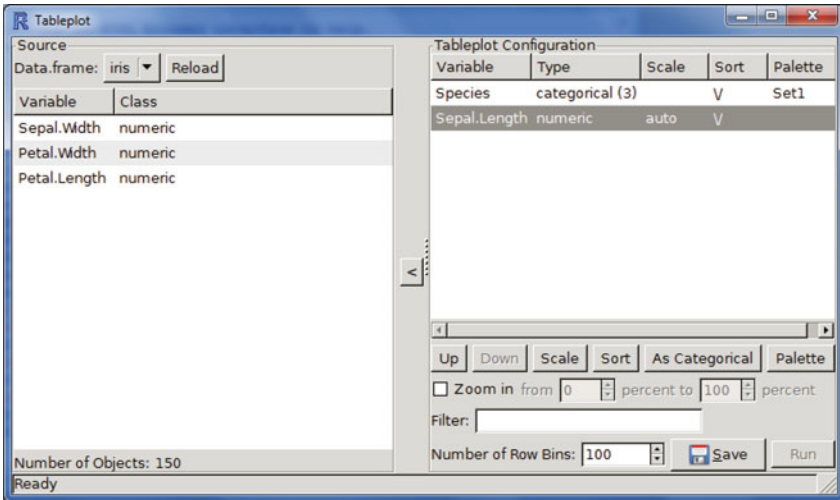 Tableplot
Source
Data.frame: iris Reload
Variable Class
Sepal.Width numeric
Petal.Width numeric
Petal.Length numeric
Number of Objects: 150
Ready
<
Tableplot Configuration
Variable Type Scale Sort Palette
Species categorical (3) \/ Set1
Sepal.Length numeric auto \/
Up Down Scale Sort As Categorical Palette
Zoom in from 0 percent to 100 percent
Filter:
Number of Row Bins: 100 Save Run